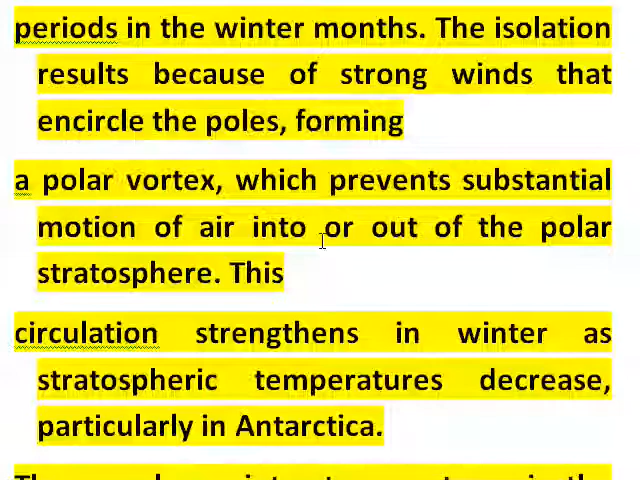 periods in the winter months. The isolation
results because of strong winds that
encircle the poles, forming
a polar vortex, which prevents substantial
motion of air into or out of the polar
stratosphere. This
circulation strengthens in winter as
stratospheric temperatures decrease,
particularly in Antarctica.